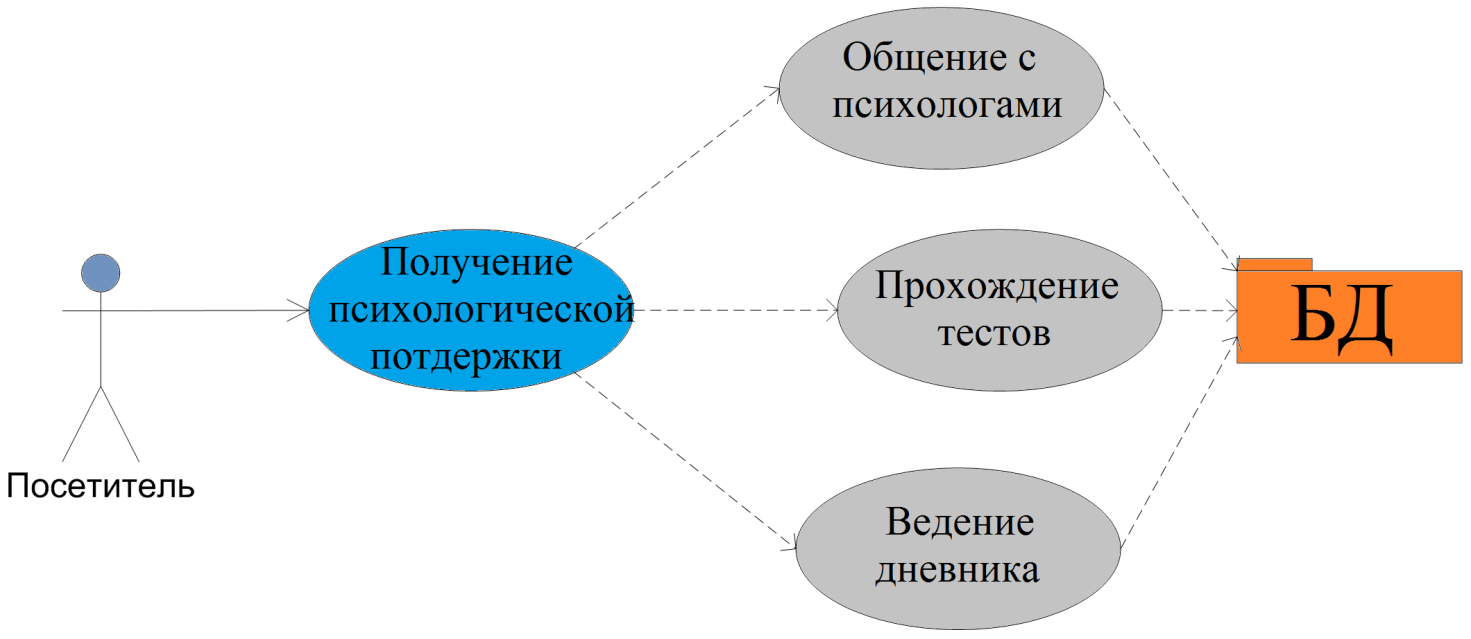 Общение с
психологами
Получение
психологической
потдержки
Прохождение
тестов
БД
Посетитель
Ведение
дневника